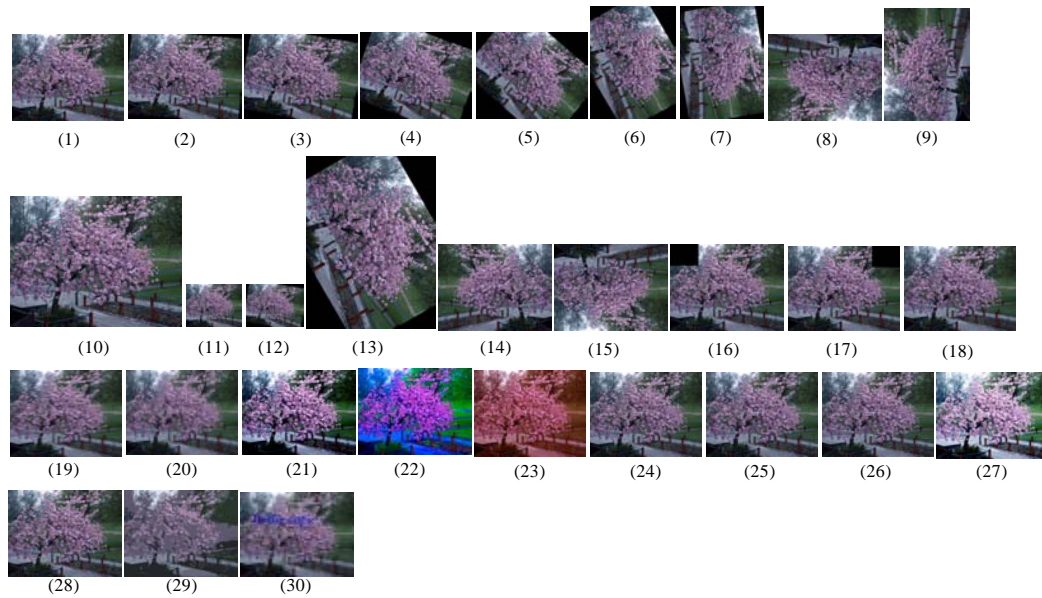 (1) (2) (3) (4) (5) (6) (7) (8) (9)
(10) (11) (12) (13) (14) (15) (16) (17) (18)
(19) (20) (21) (22) (23) (24) (25) (26) (27)
(28) (29) (30)